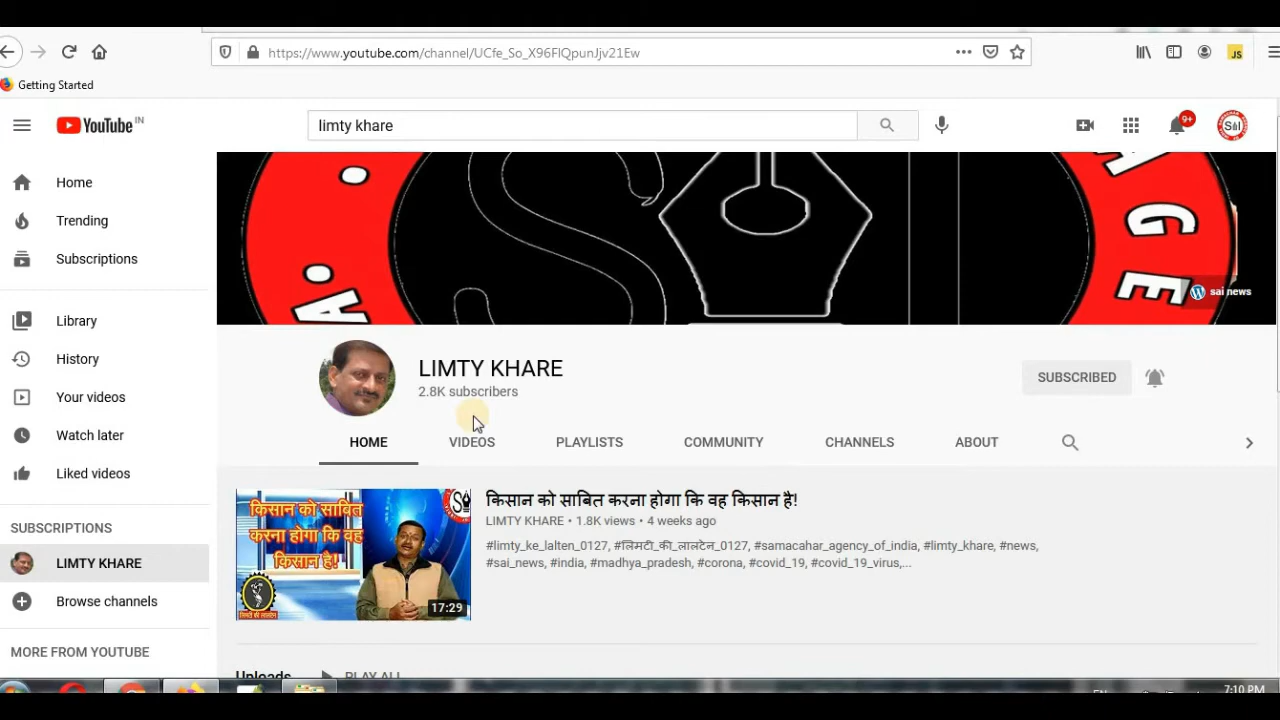 https://www.youtube.com/channel/UCfe_So_X96FIQpunJjv21Ew
JS
Getting Started
YouTube IN
limty khare
9+
Home
Trending
Subscriptions
Library
History
Your videos
Watch later
Liked videos
SUBSCRIPTIONS
LIMTY KHARE
Browse channels
MORE FROM YOUTUBE
A G E
sai news
LIMTY KHARE
2.8K subscribers
SUBSCRIBED
HOME VIDEOS PLAYLISTS COMMUNITY CHANNELS ABOUT
किसान को साबित
करना होगा कि वह
किसान है!
17:29
किसान को साबित करना होगा कि वह किसान है!
LIMTY KHARE • 1.8K views • 4 weeks ago
#limty_ke_lalten_0127, #लिमटी_की_लालटेन_0127, #samacahar_agency_of_india, #limty_khare, #news,
#sai_news, #india, #madhya_pradesh, #corona, #covid_19, #covid_19_virus,...
Uploads PLAY ALL
EN
7:10 PM